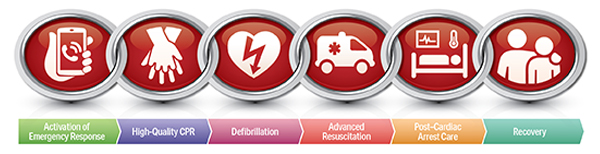 Activation of
Emergency Response
High-Quality CPR
Defibrillation
Advanced
Resuscitation
Post-Cardiac
Arrest Care
Recovery